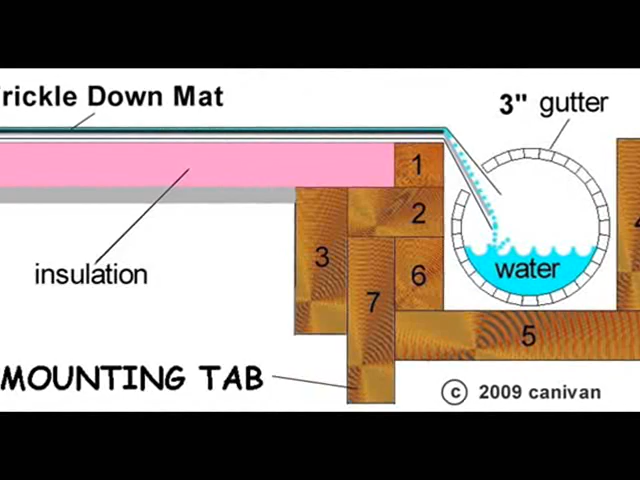 rickle Down Mat
3" gutter
1
2
insulation
3
6
water
7
5
MOUNTING TAB
c 2009 canivan